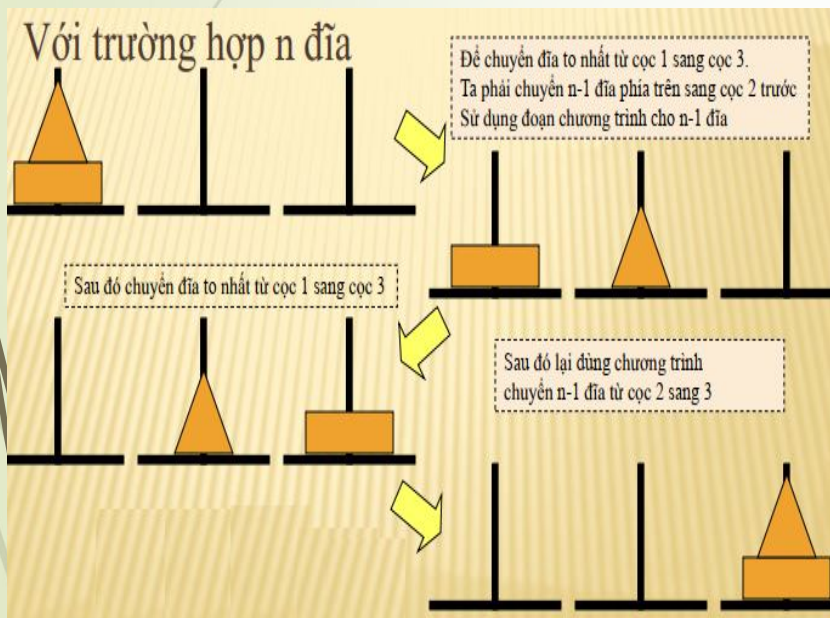 Với trường hợp n đĩa
Để chuyển đĩa to nhất từ cọc 1 sang cọc 3.
Ta phải chuyển n-1 đĩa phía trên sang cọc 2 trước
Sử dụng đoạn chương trình cho n-1 đĩa
Sau đó chuyển đĩa to nhất từ cọc 1 sang cọc 3
Sau đó lại dùng chương trình
chuyển n-1 đĩa từ cọc 2 sang 3